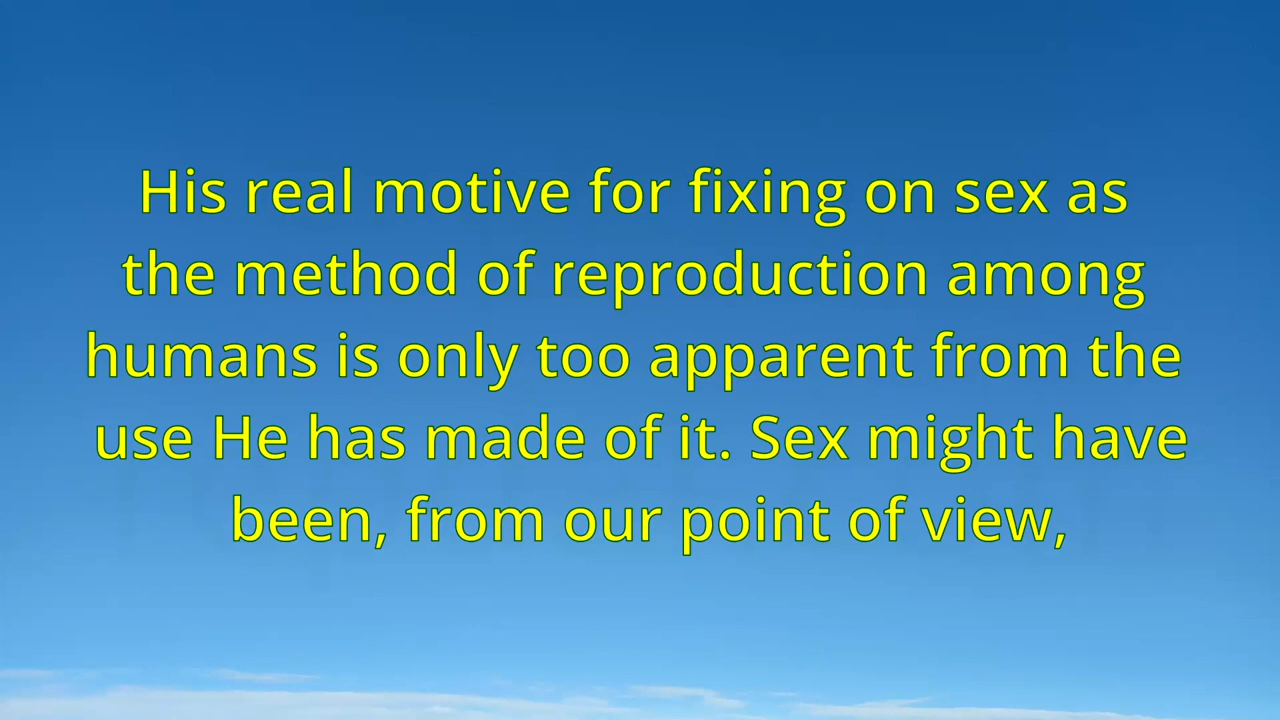 His real motive for fixing on sex as
the method of reproduction among
humans is only too apparent from the
use He has made of it. Sex might have
been, from our point of view,